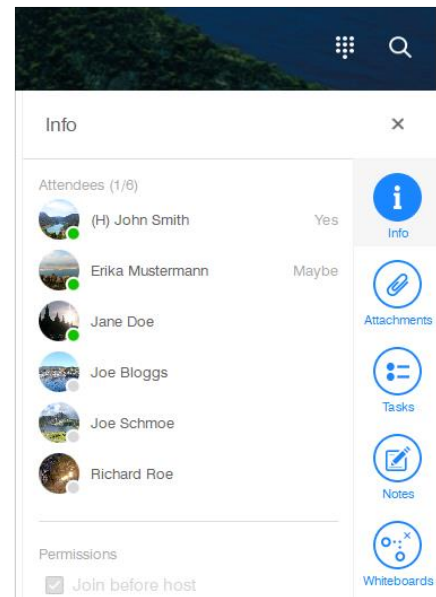 Info
Attendees (1/6)
(H) John Smith Yes
Erika Mustermann Maybe
Jane Doe
Joe Bloggs
Joe Schmoe
Richard Roe
Permissions
Join before host
Info
Attachments
Tasks
Notes
Whiteboards